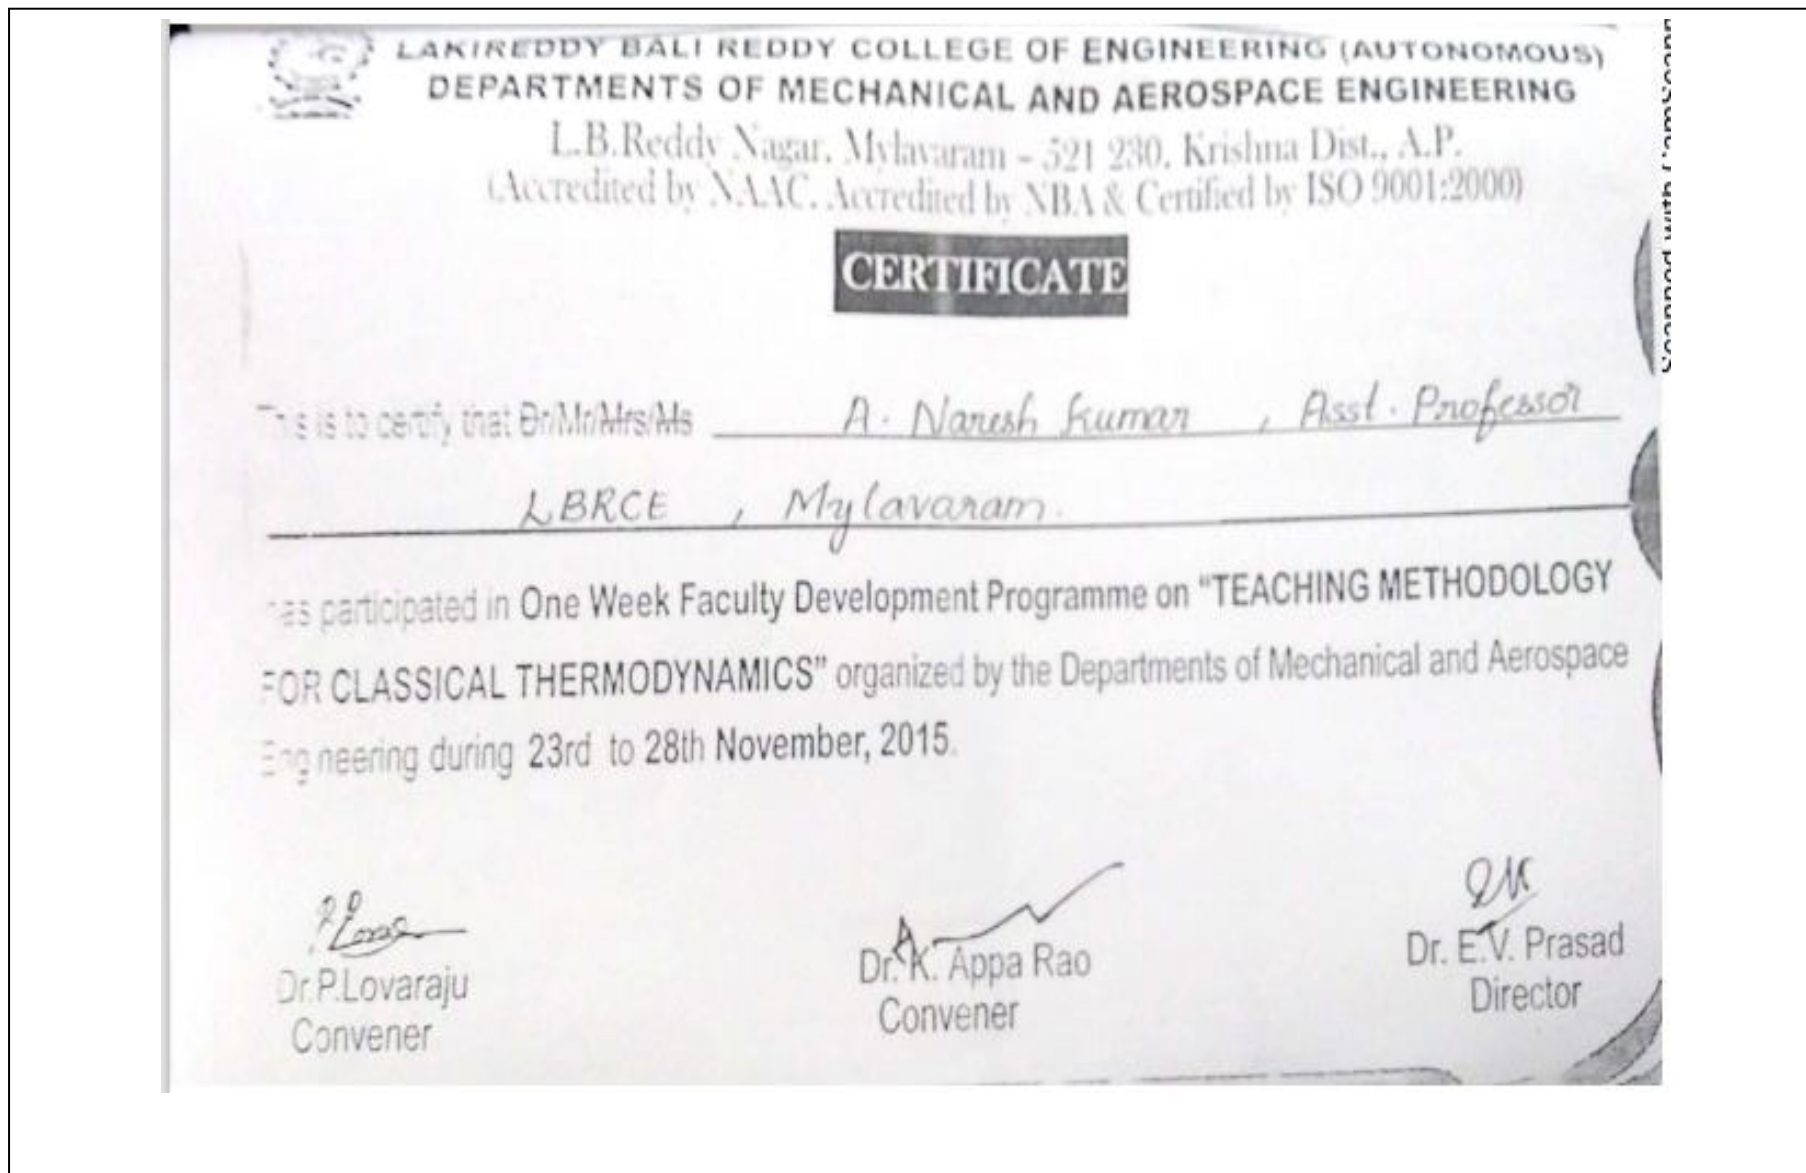 LAKIREDDY BALI REDDY COLLEGE OF ENGINEERING (AUTONOMOUS)
DEPARTMENTS OF MECHANICAL AND AEROSPACE ENGINEERING
L.B.Reddy Nagar, Mylavaram - 521 230, Krishna Dist., A.P.
(Accredited by NAAC, Accredited by NBA & Certified by ISO 9001:2000)
CERTIFICATE
This is to certify that Dr/Mr/Mrs/Ms A. Naresh Kumar, Asst. Professor
LBRCE, Mylavaram.
has participated in One Week Faculty Development Programme on "TEACHING METHODOLOGY
FOR CLASSICAL THERMODYNAMICS" organized by the Departments of Mechanical and Aerospace
Engineering during 23rd to 28th November, 2015.
Dr.P.Lovaraju
Convener
Dr. K. Appa Rao
Convener
Dr. E.V. Prasad
Director
Scanned with CamScann